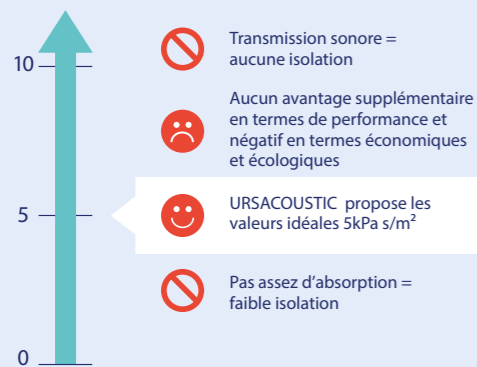 10
Transmission sonore =
aucune isolation
Aucun avantage supplémentaire
en termes de performance et
négatif en termes économiques
et écologiques
5
URSACOUSTIC propose les
valeurs idéales 5kPa s/m²
Pas assez d’absorption =
faible isolation
0